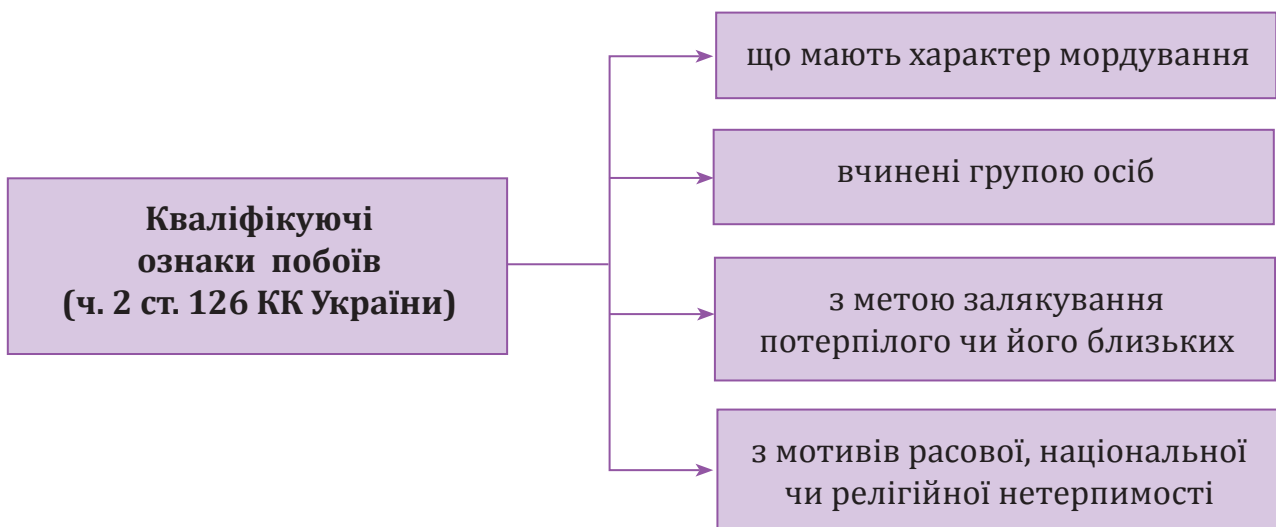 Кваліфікуючі
ознаки побоїв
(ч. 2 ст. 126 КК України)
що мають характер мордування
вчинені групою осіб
з метою залякування
потерпілого чи його близьких
з мотивів расової, національної
чи релігійної нетерпимості